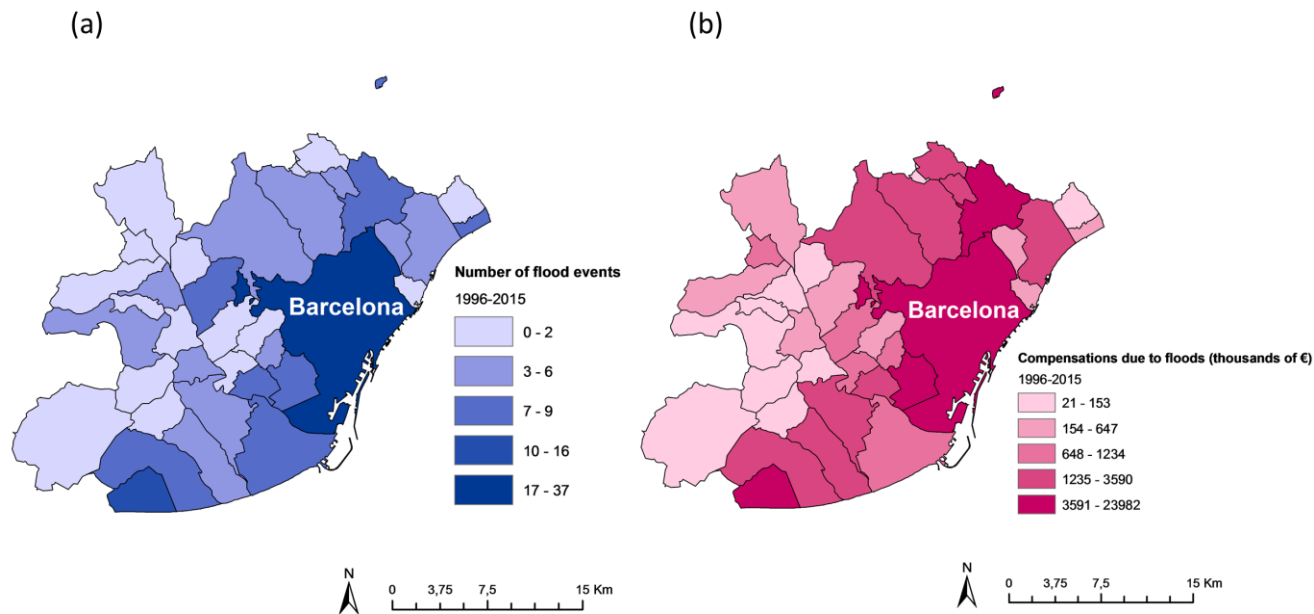 (a)
Barcelona
Number of flood events
1996-2015
0 - 2
3 - 6
7 - 9
10 - 16
17 - 37
N
0 3,75 7,5 15 Km
(b)
Barcelona
Compensations due to floods (thousands of €)
1996-2015
21 - 153
154 - 647
648 - 1234
1235 - 3590
3591 - 23982
N
0 3,75 7,5 15 Km